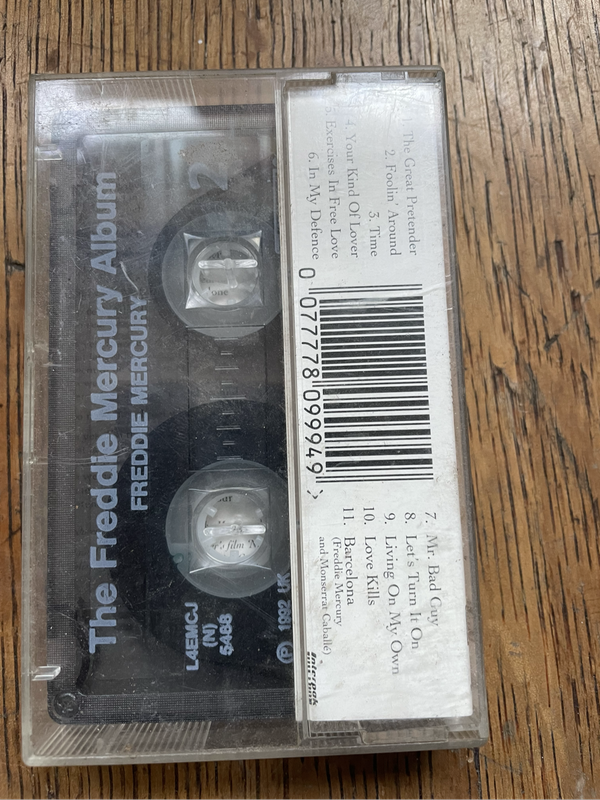 The Freddie Mercury Album
FREDDIE MERCURY
2
L4EMCJ
(N)
5468
℗ 1992 UK
1. The Great Pretender
2. Foolin' Around
3. Time
4. Your Kind Of Lover
5. Exercises In Free Love
6. In My Defence
0 077778 099949 >
7. Mr. Bad Guy
8. Let's Turn It On
9. Living On My Own
10. Love Kills
11. Barcelona
(Freddie Mercury
and Monserrat Caballé)